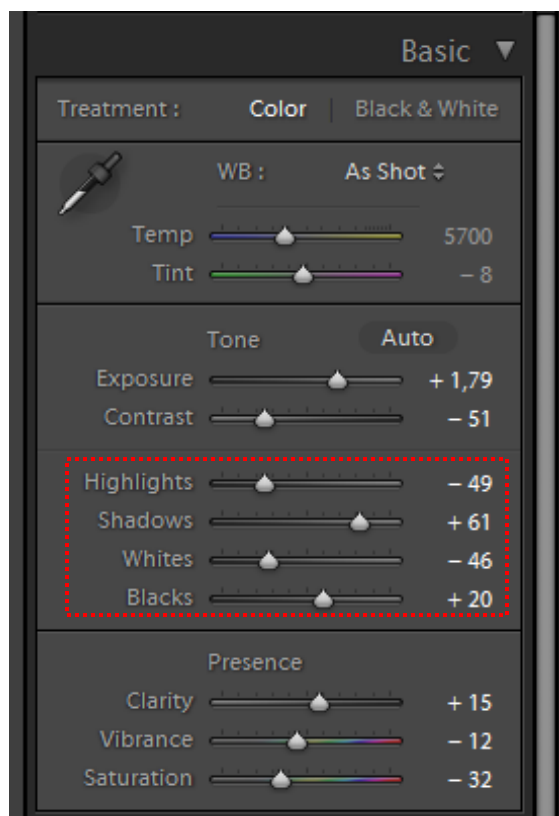 Basic
Treatment : Color Black & White
WB : As Shot
Temp 5700
Tint – 8
Tone Auto
Exposure + 1,79
Contrast – 51
Highlights – 49
Shadows + 61
Whites – 46
Blacks + 20
Presence
Clarity + 15
Vibrance – 12
Saturation – 32